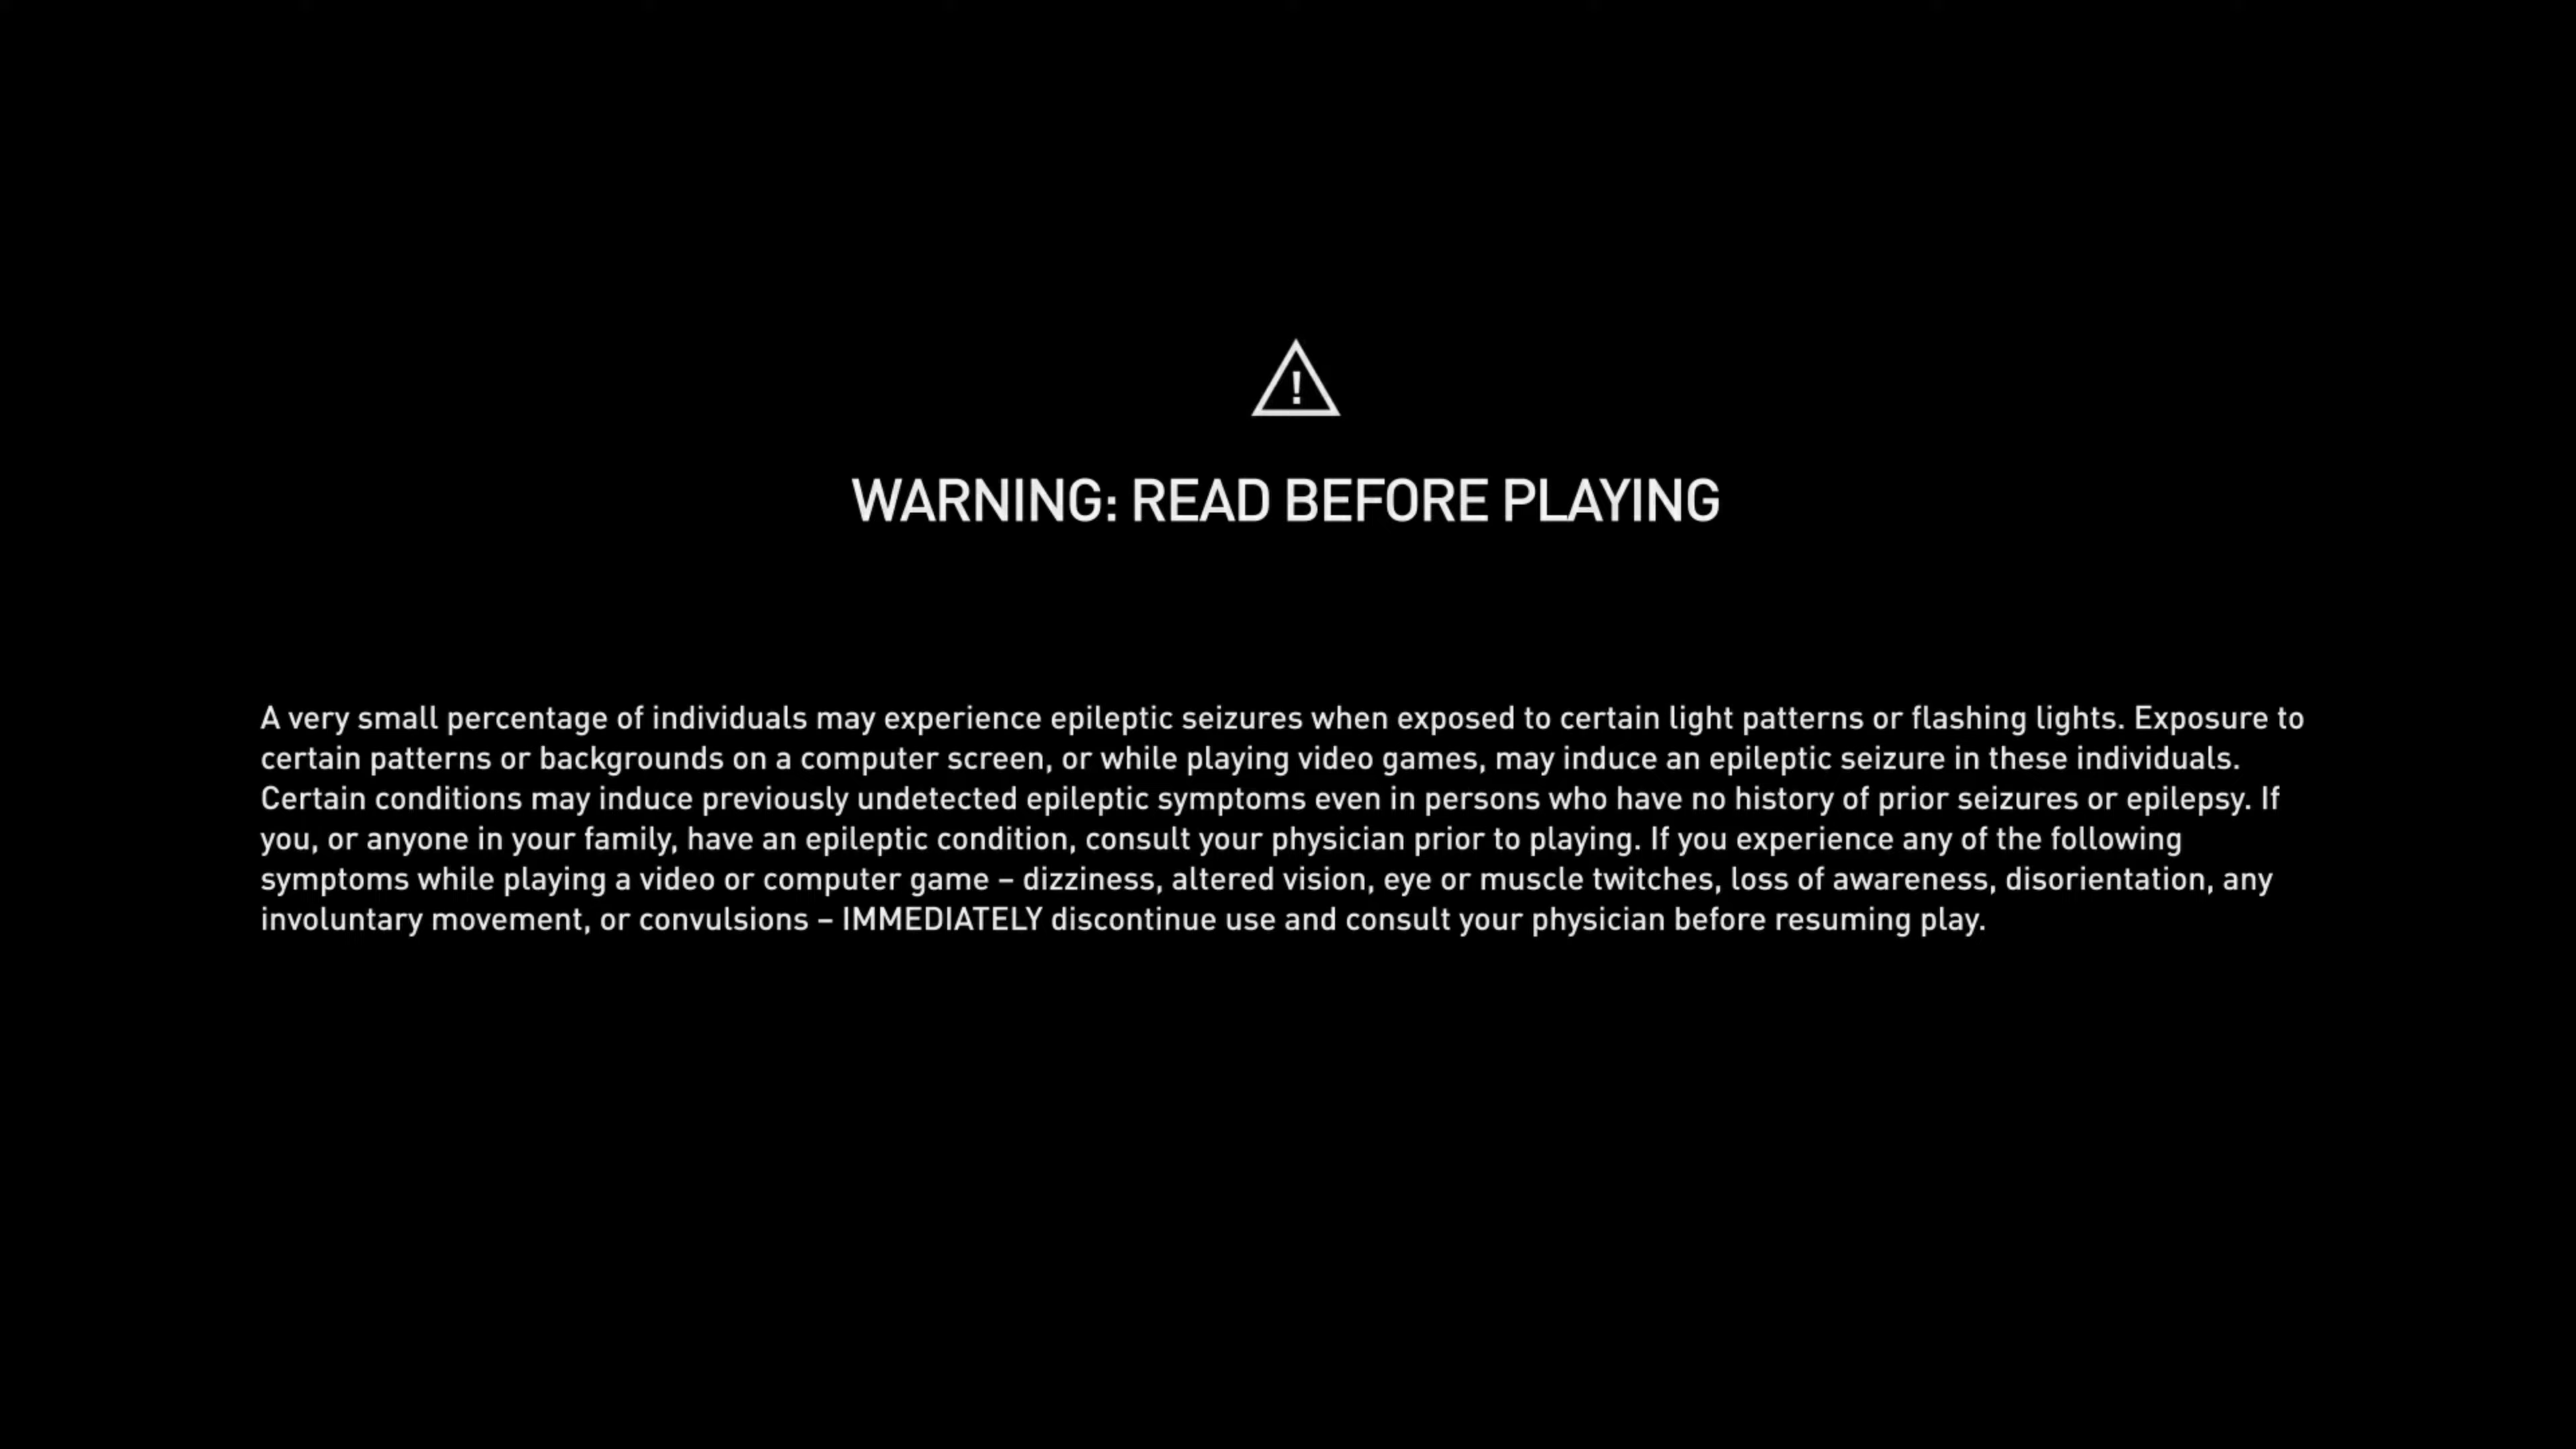 !
WARNING: READ BEFORE PLAYING
A very small percentage of individuals may experience epileptic seizures when exposed to certain light patterns or flashing lights. Exposure to
certain patterns or backgrounds on a computer screen, or while playing video games, may induce an epileptic seizure in these individuals.
Certain conditions may induce previously undetected epileptic symptoms even in persons who have no history of prior seizures or epilepsy. If
you, or anyone in your family, have an epileptic condition, consult your physician prior to playing. If you experience any of the following
symptoms while playing a video or computer game – dizziness, altered vision, eye or muscle twitches, loss of awareness, disorientation, any
involuntary movement, or convulsions – IMMEDIATELY discontinue use and consult your physician before resuming play.